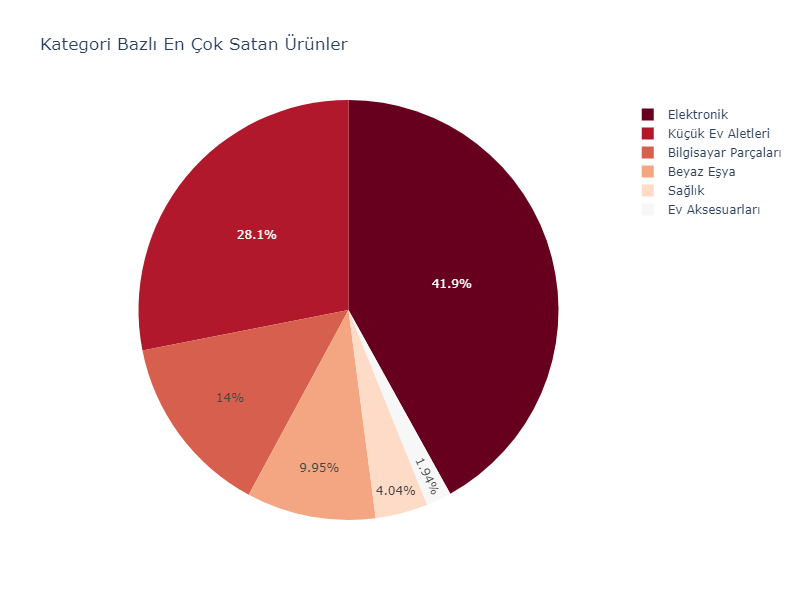 Kategori Bazlı En Çok Satan Ürünler
Elektronik
Küçük Ev Aletleri
Bilgisayar Parçaları
Beyaz Eşya
Sağlık
Ev Aksesuarları
28.1%
41.9%
14%
9.95%
4.04%
1.94%